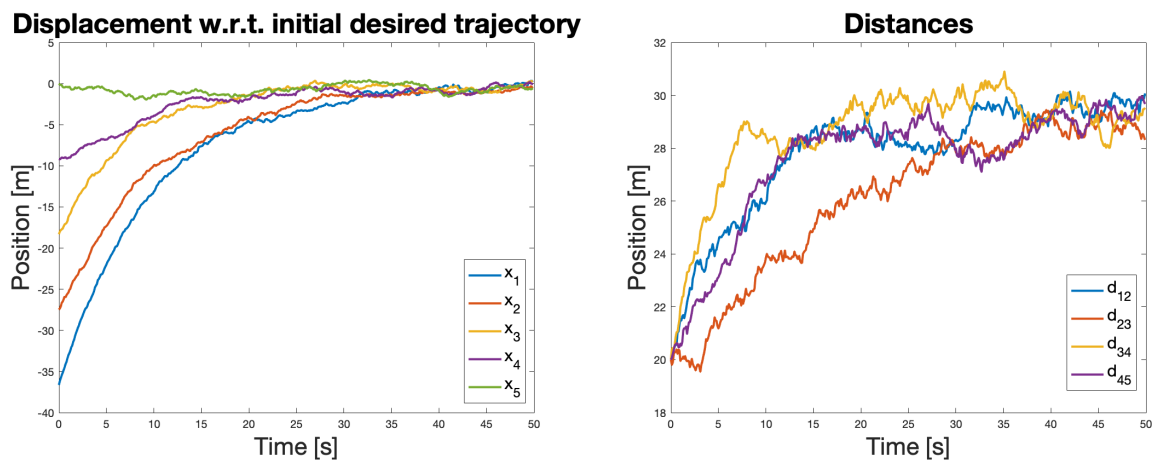 Displacement w.r.t. initial desired trajectory
5
0
-5
-10
-15
-20
-25
-30
-35
-40
Position [m]
x1
x2
x3
x4
x5
0 5 10 15 20 25 30 35 40 45 50
Time [s]
Distances
32
30
28
26
24
22
20
18
Position [m]
d12
d23
d34
d45
0 5 10 15 20 25 30 35 40 45 50
Time [s]